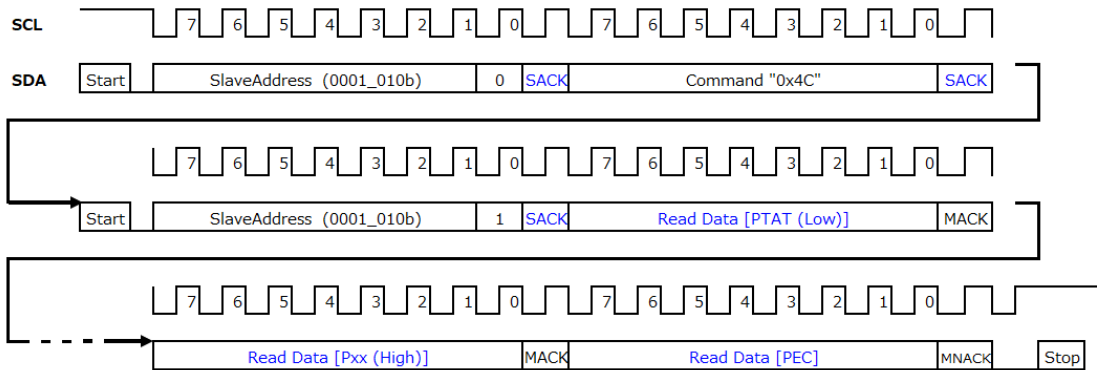 SCL 7 6 5 4 3 2 1 0 7 6 5 4 3 2 1 0
SDA Start SlaveAddress (0001_010b) 0 SACK Command "0x4C" SACK
7 6 5 4 3 2 1 0 7 6 5 4 3 2 1 0
Start SlaveAddress (0001_010b) 1 SACK Read Data [PTAT (Low)] MACK
7 6 5 4 3 2 1 0 7 6 5 4 3 2 1 0
Read Data [Pxx (High)] MACK Read Data [PEC] MNACK Stop